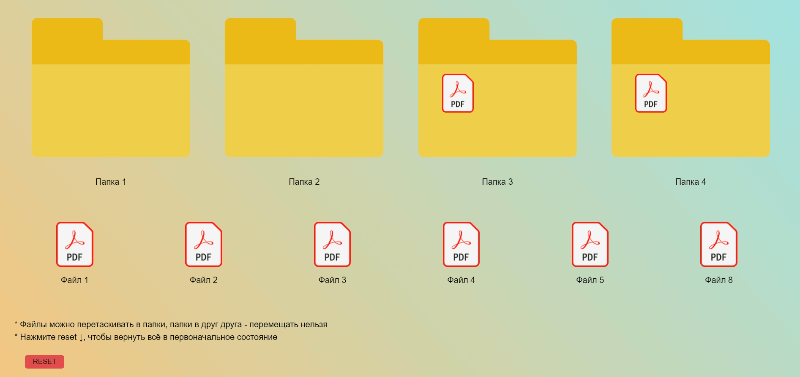 PDF
PDF
Папка 1
Папка 2
Папка 3
Папка 4
PDF
PDF
PDF
PDF
PDF
PDF
Файл 1
Файл 2
Файл 3
Файл 4
Файл 5
Файл 8
* Файлы можно перетаскивать в папки, папки в друг друга - перемещать нельзя
* Нажмите reset ↓, чтобы вернуть всё в первоначальное состояние
RESET